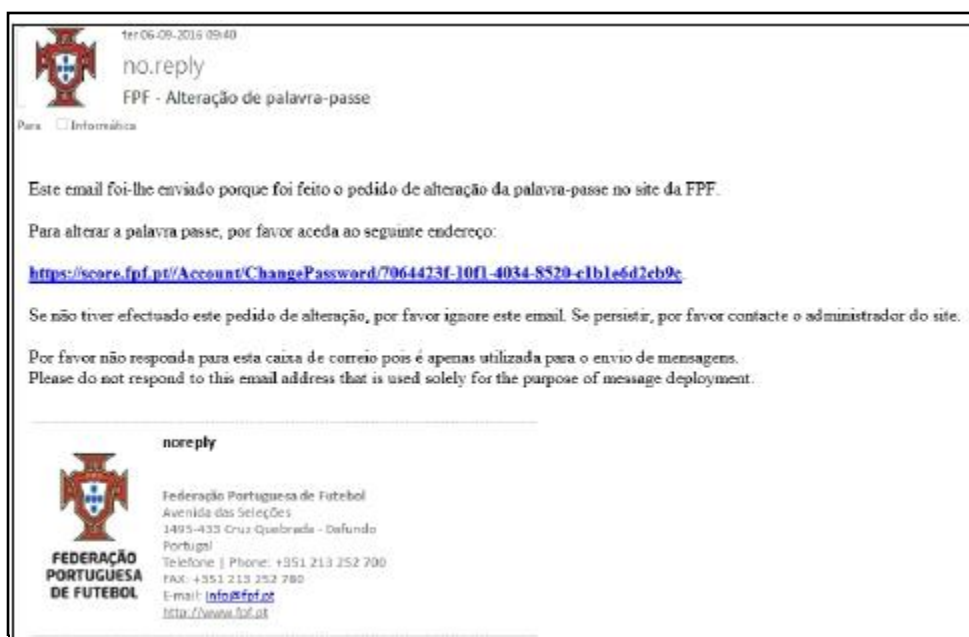 ter 06-09-2016 09:40
no.reply
FPF - Alteração de palavra-passe
Para Informática
Este email foi-lhe enviado porque foi feito o pedido de alteração da palavra-passe no site da FPF.
Para alterar a palavra passe, por favor aceda ao seguinte endereço:
https://score.fpf.pt//Account/ChangePassword/7064423f-10f1-4034-8520-c1b1e6d2cb9c
Se não tiver efectuado este pedido de alteração, por favor ignore este email. Se persistir, por favor contacte o administrador do site.
Por favor não responda para esta caixa de correio pois é apenas utilizada para o envio de mensagens.
Please do not respond to this email address that is used solely for the purpose of message deployment.
noreply
Federação Portuguesa de Futebol
Avenida das Seleções
1495-433 Cruz Quebrada - Dafundo
Portugal
Telefone | Phone: +351 213 252 700
FAX: +351 213 252 780
E-mail: info@fpf.pt
http://www.fpf.pt
FEDERAÇÃO
PORTUGUESA
DE FUTEBOL